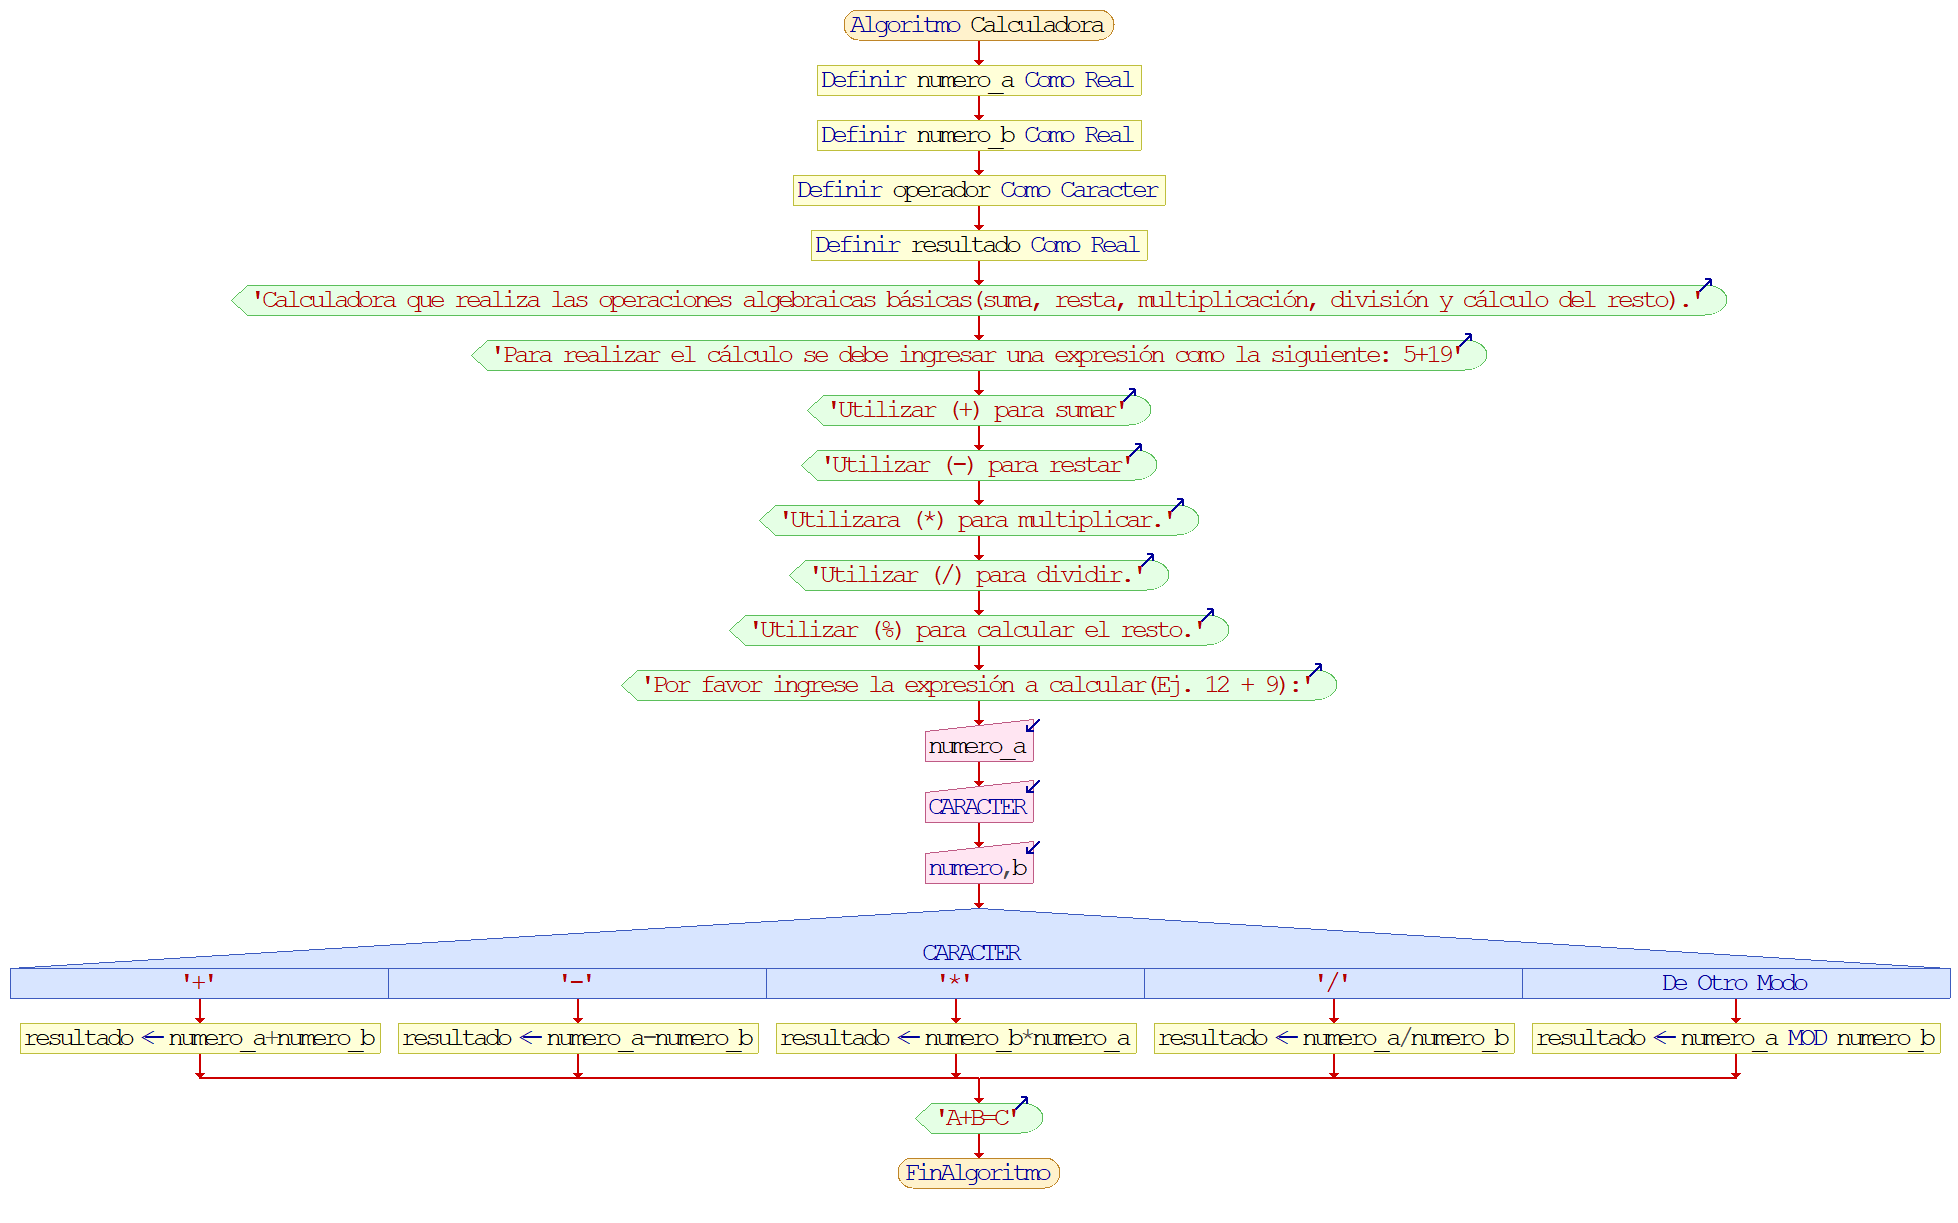 Algoritmo Calculadora
Definir numero_a Como Real
Definir numero_b Como Real
Definir operador Como Caracter
Definir resultado Como Real
'Calculadora que realiza las operaciones algebraicas básicas(suma, resta, multiplicación, división y cálculo del resto).'
'Para realizar el cálculo se debe ingresar una expresión como la siguiente: 5+19'
'Utilizar (+) para sumar'
'Utilizar (-) para restar'
'Utilizara (*) para multiplicar.'
'Utilizar (/) para dividir.'
'Utilizar (%) para calcular el resto.'
'Por favor ingrese la expresión a calcular(Ej. 12 + 9):'
numero_a
CARACTER
numero,b
CARACTER
'+' '-' '*' '/' De Otro Modo
resultado ← numero_a+numero_b resultado ← numero_a-numero_b resultado ← numero_b*numero_a resultado ← numero_a/numero_b resultado ← numero_a MOD numero_b
'A+B=C'
FinAlgoritmo